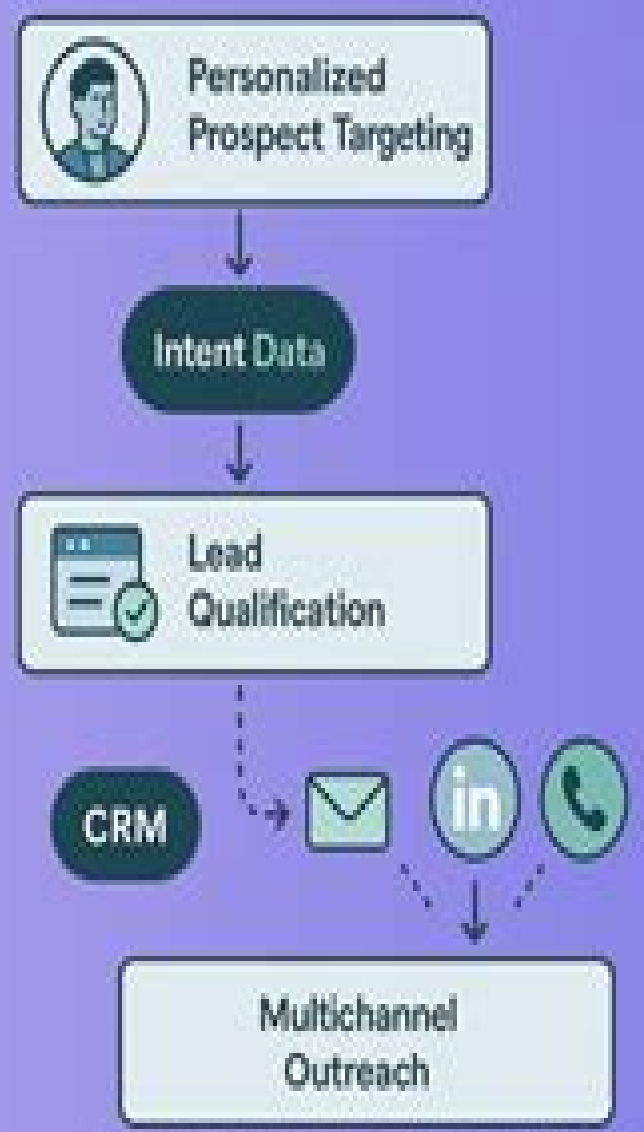 Personalized
Prospect Targeting
Intent Data
Lead
Qualification
CRM
in
Multichannel
Outreach